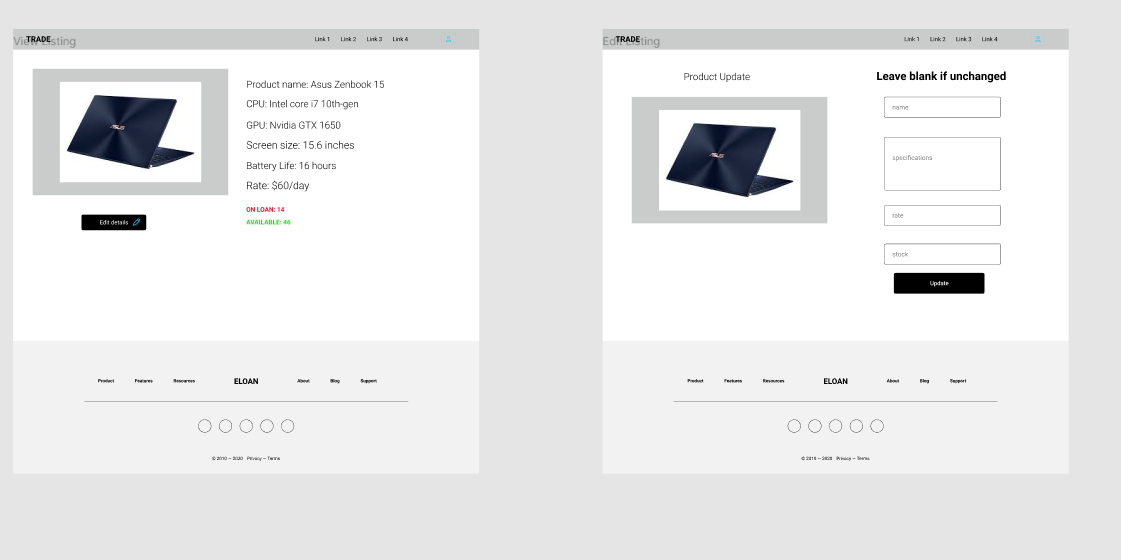 View Listing
TRADE
Link 1 Link 2 Link 3 Link 4
Product name: Asus Zenbook 15
CPU: Intel core i7 10th-gen
GPU: Nvidia GTX 1650
Screen size: 15.6 inches
Battery Life: 16 hours
Rate: $60/day
ON LOAN: 14
AVAILABLE: 46
ASUS
Edit details
Product Features Resources ELOAN About Blog Support
© 2010 — 2020 Privacy — Terms
Edit Listing
TRADE
Link 1 Link 2 Link 3 Link 4
Product Update
ASUS
Leave blank if unchanged
name
specifications
rate
stock
Update
Product Features Resources ELOAN About Blog Support
© 2010 — 2020 Privacy — Terms